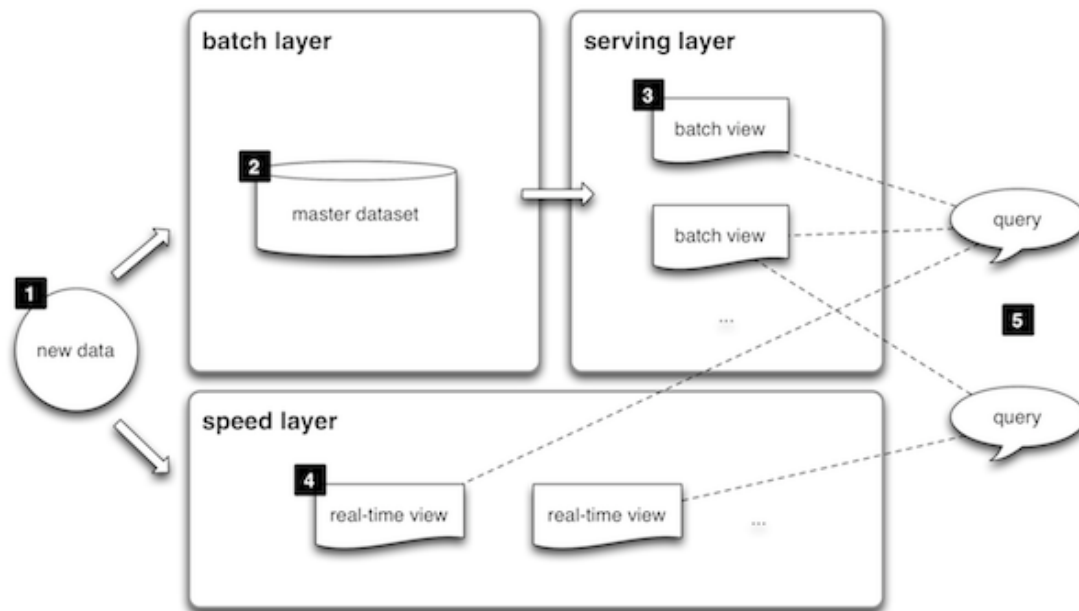 batch layer
serving layer
3
batch view
2
master dataset
batch view
query
1
new data
...
5
speed layer
query
4
real-time view
real-time view
...